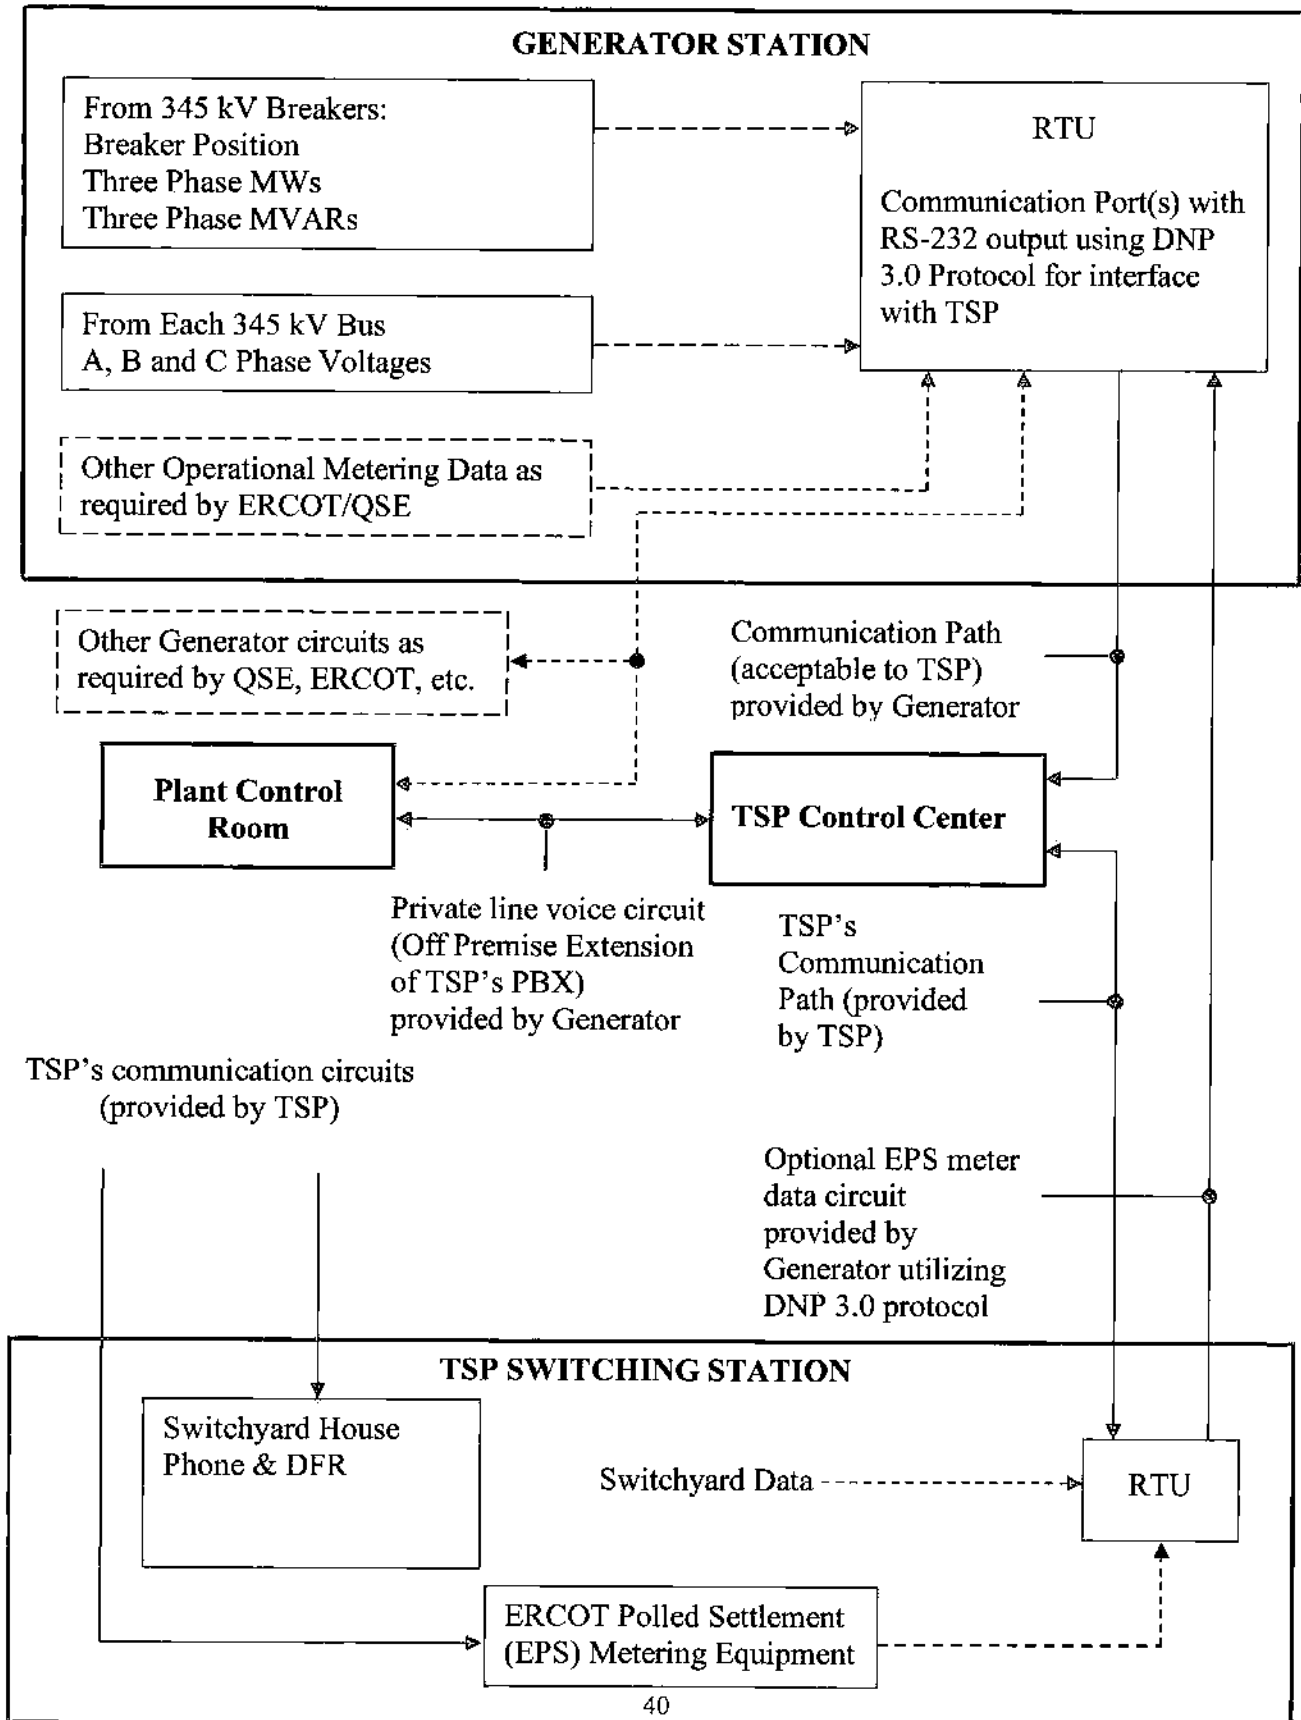 GENERATOR STATION
From 345 kV Breakers:
Breaker Position
Three Phase MWs
Three Phase MVARs
RTU
Communication Port(s) with
RS-232 output using DNP
3.0 Protocol for interface
with TSP
From Each 345 kV Bus
A, B and C Phase Voltages
Other Operational Metering Data as
required by ERCOT/QSE
Other Generator circuits as
required by QSE, ERCOT, etc.
Communication Path
(acceptable to TSP)
provided by Generator
Plant Control
Room
TSP Control Center
Private line voice circuit
(Off Premise Extension
of TSP's PBX)
provided by Generator
TSP's
Communication
Path (provided
by TSP)
TSP's communication circuits
(provided by TSP)
Optional EPS meter
data circuit
provided by
Generator utilizing
DNP 3.0 protocol
TSP SWITCHING STATION
Switchyard House
Phone & DFR
Switchyard Data
RTU
ERCOT Polled Settlement
(EPS) Metering Equipment
40